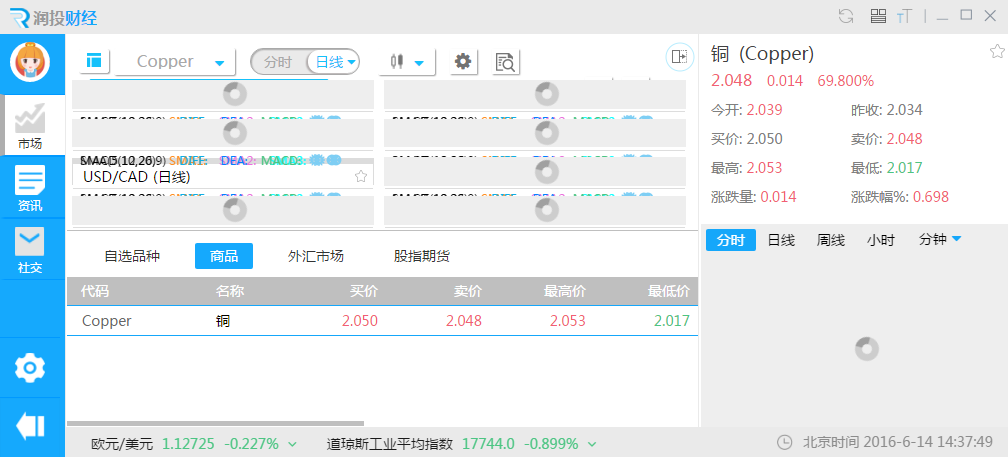 润投财经
Copper 分时 日线
市场
资讯
社交
USD/CAD (日线)
自选品种 商品 外汇市场 股指期货
代码 名称 买价 卖价 最高价 最低价
Copper 铜 2.050 2.048 2.053 2.017
铜 (Copper)
2.048 0.014 69.800%
今开: 2.039 昨收: 2.034
买价: 2.050 卖价: 2.048
最高: 2.053 最低: 2.017
涨跌量: 0.014 涨跌幅%: 0.698
分时 日线 周线 小时 分钟
欧元/美元 1.12725 -0.227% 道琼斯工业平均指数 17744.0 -0.899% 北京时间 2016-6-14 14:37:49